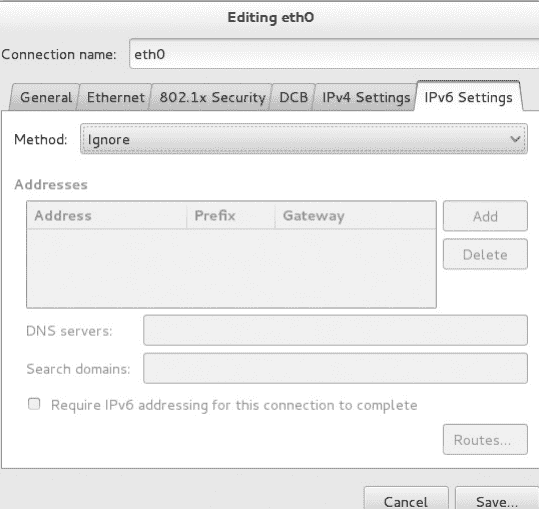 Editing eth0
Connection name: eth0
General Ethernet 802.1x Security DCB IPv4 Settings IPv6 Settings
Method: Ignore
Addresses
Address Prefix Gateway
Add
Delete
DNS servers:
Search domains:
Require IPv6 addressing for this connection to complete
Routes...
Cancel Save...